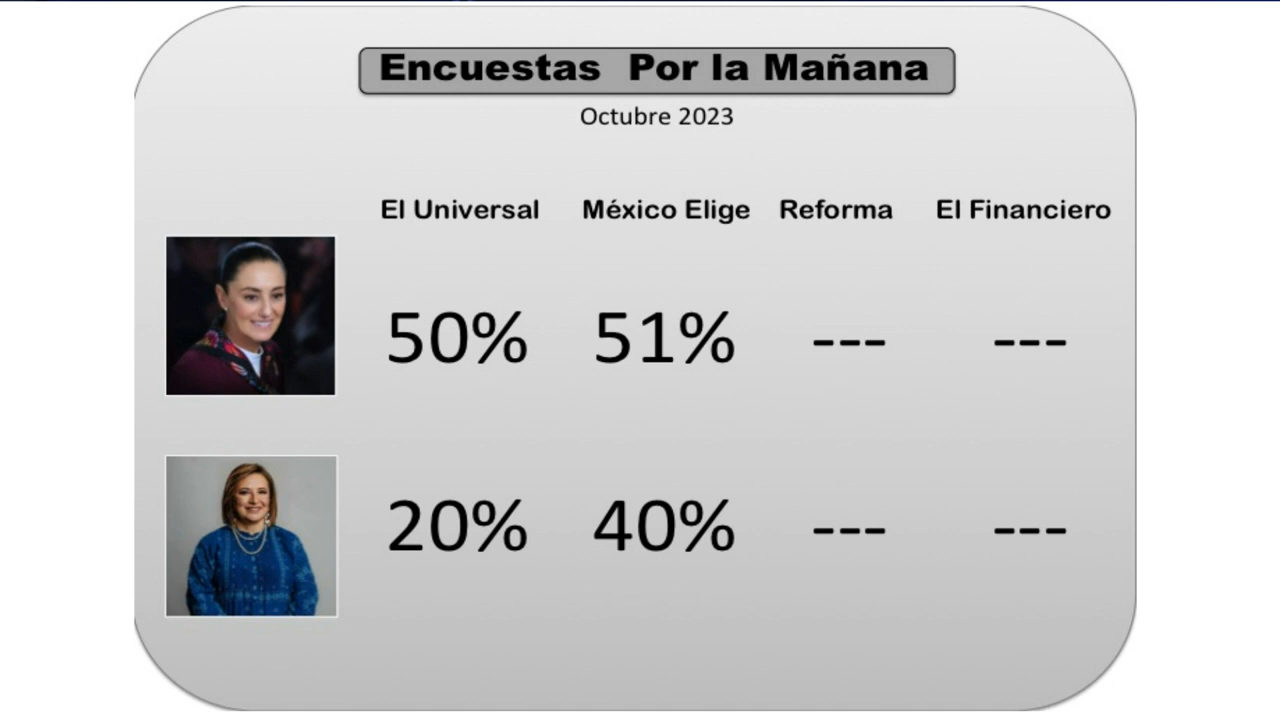 Encuestas Por la Mañana
Octubre 2023
El Universal México Elige Reforma El Financiero
50% 51% --- ---
20% 40% --- ---